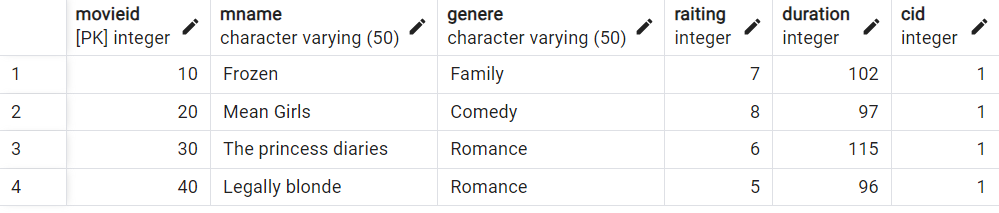 movieid mname genere raiting duration cid
[PK] integer character varying (50) character varying (50) integer integer integer
1 10 Frozen Family 7 102 1
2 20 Mean Girls Comedy 8 97 1
3 30 The princess diaries Romance 6 115 1
4 40 Legally blonde Romance 5 96 1